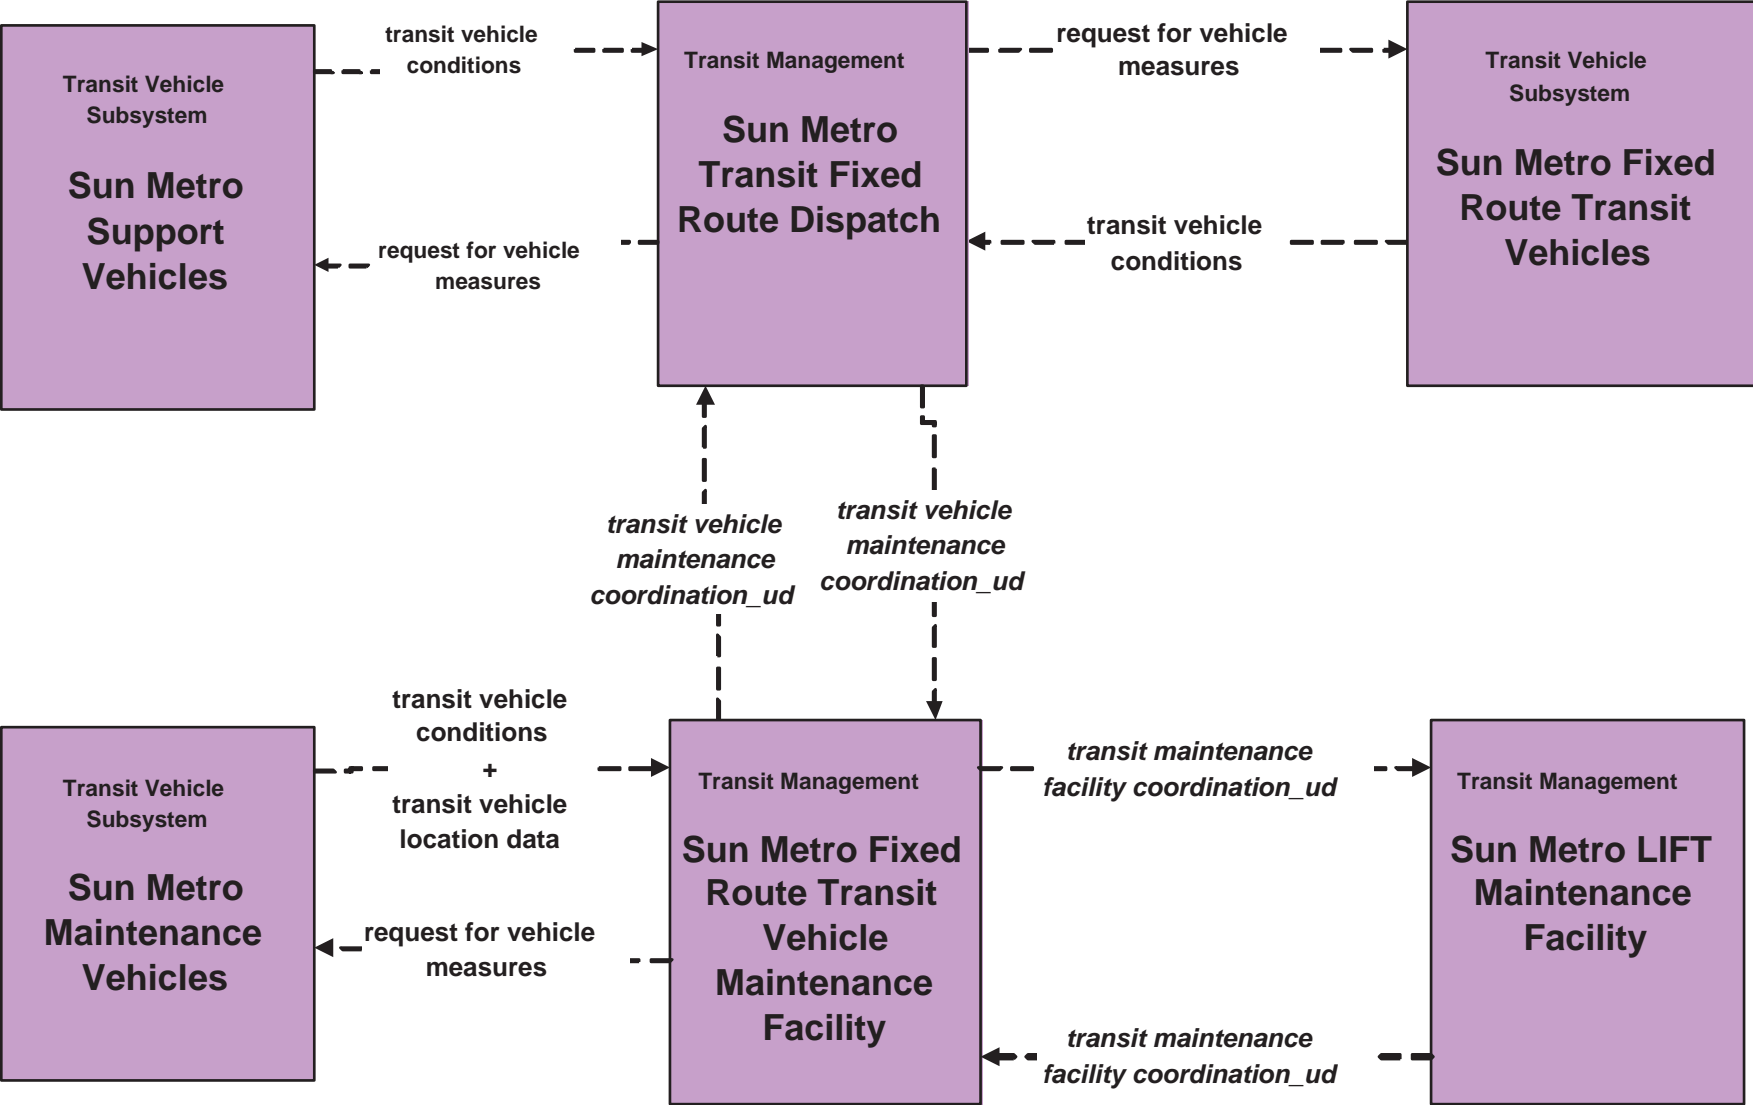 Transit Vehicle
Subsystem
Sun Metro
Support
Vehicles
transit vehicle
conditions
request for vehicle
measures
Transit Management
Sun Metro
Transit Fixed
Route Dispatch
request for vehicle
measures
transit vehicle
conditions
Transit Vehicle
Subsystem
Sun Metro Fixed
Route Transit
Vehicles
transit vehicle
maintenance
coordination_ud
transit vehicle
maintenance
coordination_ud
Transit Vehicle
Subsystem
Sun Metro
Maintenance
Vehicles
transit vehicle
conditions
+
transit vehicle
location data
request for vehicle
measures
Transit Management
Sun Metro Fixed
Route Transit
Vehicle
Maintenance
Facility
transit maintenance
facility coordination_ud
transit maintenance
facility coordination_ud
Transit Management
Sun Metro LIFT
Maintenance
Facility